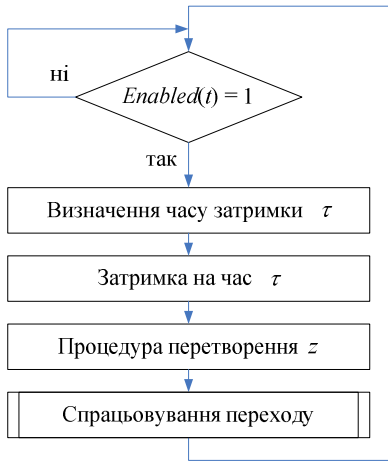 ні
Enabled(t) = 1
так
Визначення часу затримки τ
Затримка на час τ
Процедура перетворення z
Спрацьовування переходу